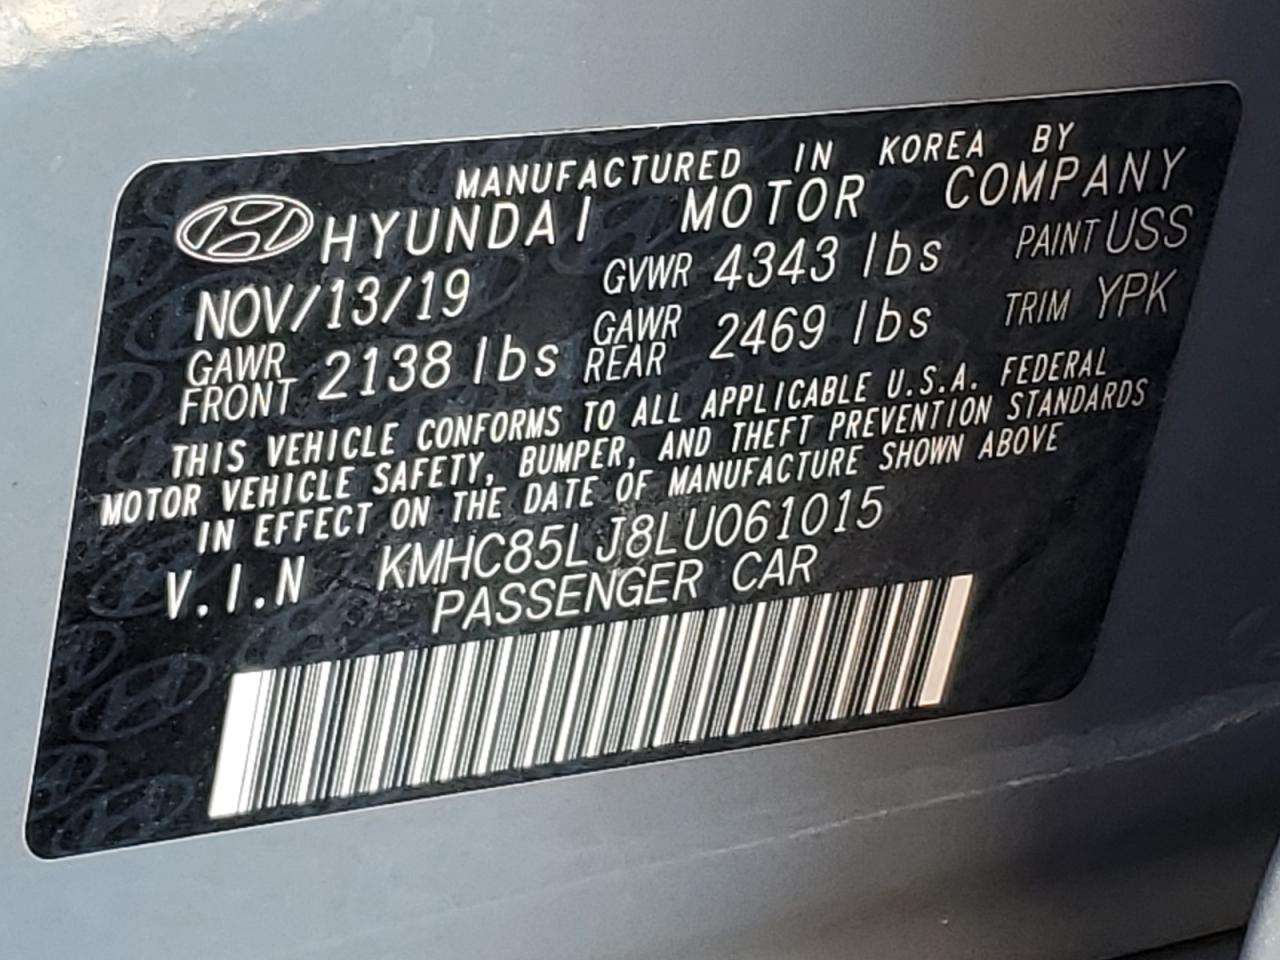 MANUFACTURED IN KOREA BY
HYUNDAI MOTOR COMPANY
NOV/13/19 GVWR 4343 lbs PAINT USS
GAWR FRONT 2138 lbs GAWR REAR 2469 lbs TRIM YPK
THIS VEHICLE CONFORMS TO ALL APPLICABLE U.S.A. FEDERAL
MOTOR VEHICLE SAFETY, BUMPER, AND THEFT PREVENTION STANDARDS
IN EFFECT ON THE DATE OF MANUFACTURE SHOWN ABOVE
V.I.N KMHC85LJ8LU061015
PASSENGER CAR